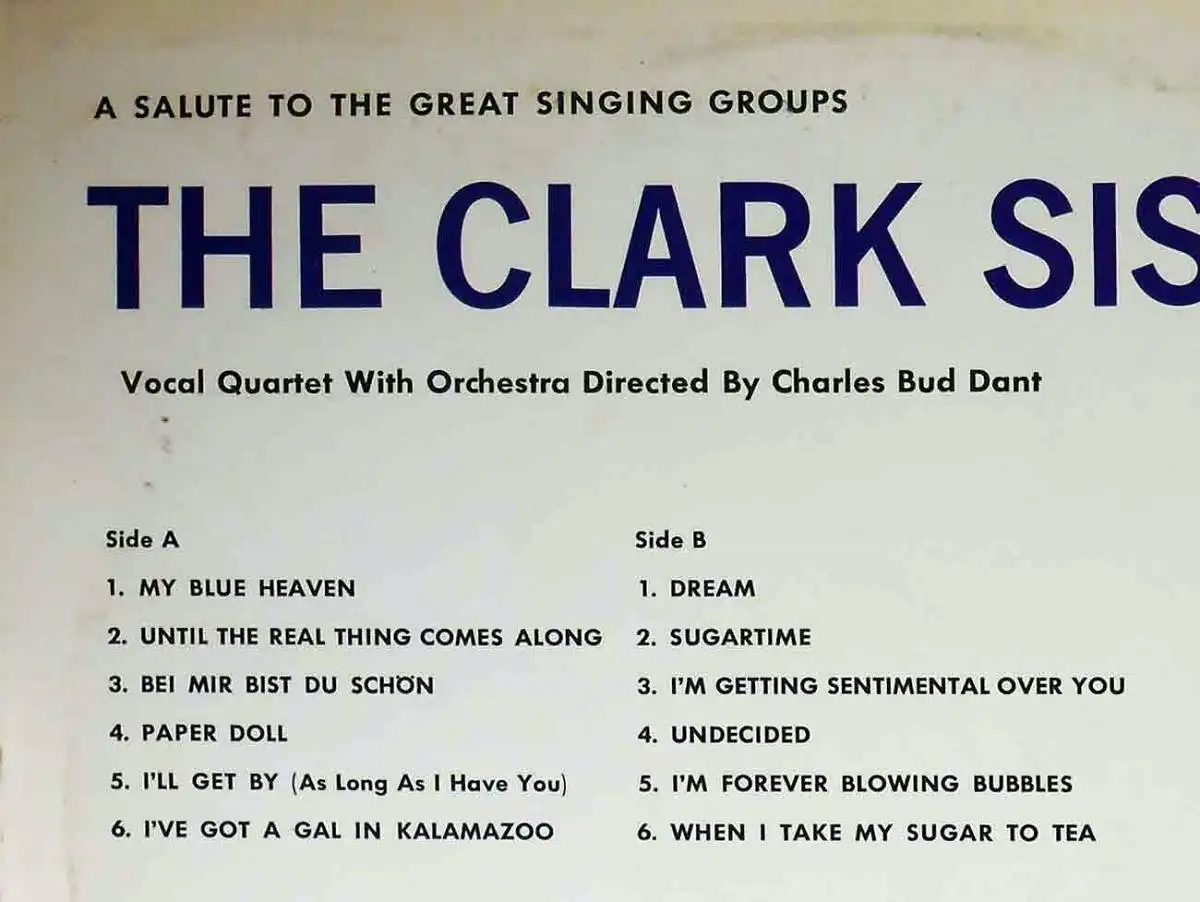 A SALUTE TO THE GREAT SINGING GROUPS
THE CLARK SIS
Vocal Quartet With Orchestra Directed By Charles Bud Dant
Side A
1. MY BLUE HEAVEN
2. UNTIL THE REAL THING COMES ALONG
3. BEI MIR BIST DU SCHÖN
4. PAPER DOLL
5. I'LL GET BY (As Long As I Have You)
6. I'VE GOT A GAL IN KALAMAZOO
Side B
1. DREAM
2. SUGARTIME
3. I'M GETTING SENTIMENTAL OVER YOU
4. UNDECIDED
5. I'M FOREVER BLOWING BUBBLES
6. WHEN I TAKE MY SUGAR TO TEA